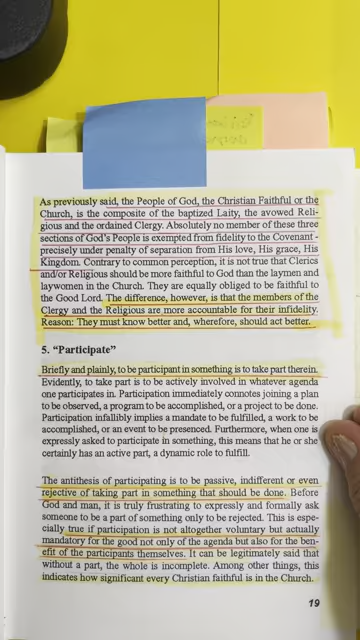 As previously said, the People of God, the Christian Faithful or the
Church, is the composite of the baptized Laity, the avowed Reli-
gious and the ordained Clergy. Absolutely no member of these three
sections of God's People is exempted from fidelity to the Covenant -
precisely under penalty of separation from His love, His grace, His
Kingdom. Contrary to common perception, it is not true that Clerics
and/or Religious should be more faithful to God than the laymen and
laywomen in the Church. They are equally obliged to be faithful to
the Good Lord. The difference, however, is that the members of the
Clergy and the Religious are more accountable for their infidelity.
Reason: They must know better and, wherefore, should act better.
5. "Participate"
Briefly and plainly, to be participant in something is to take part therein.
Evidently, to take part is to be actively involved in whatever agenda
one participates in. Participation immediately connotes joining a plan
to be observed, a program to be accomplished, or a project to be done.
Participation infallibly implies a mandate to be fulfilled, a work to be
accomplished, or an event to be presented. Furthermore, when one is
expressly asked to participate in something, this means that he or she
certainly has an active part, a dynamic role to fulfill.
The antithesis of participating is to be passive, indifferent or even
rejective of taking part in something that should be done. Before
God and man, it is truly frustrating to expressly and formally ask
someone to be a part of something only to be rejected. This is espe-
cially true if participation is not altogether voluntary but actually
mandatory for the good not only of the agenda but also for the ben-
efit of the participants themselves. It can be legitimately said that
without a part, the whole is incomplete. Among other things, this
indicates how significant every Christian faithful is in the Church.
19